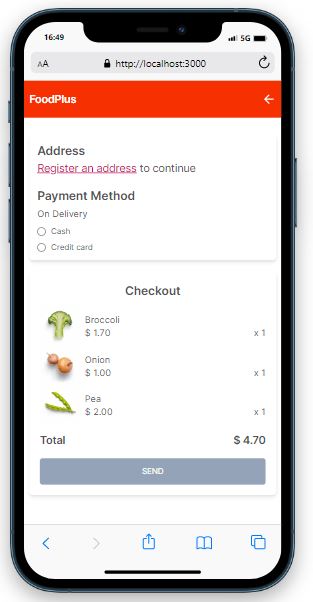 16:49
5G
AA http://localhost:3000
FoodPlus
Address
Register an address to continue
Payment Method
On Delivery
Cash
Credit card
Checkout
Broccoli
$ 1.70 x 1
Onion
$ 1.00 x 1
Pea
$ 2.00 x 1
Total $ 4.70
SEND